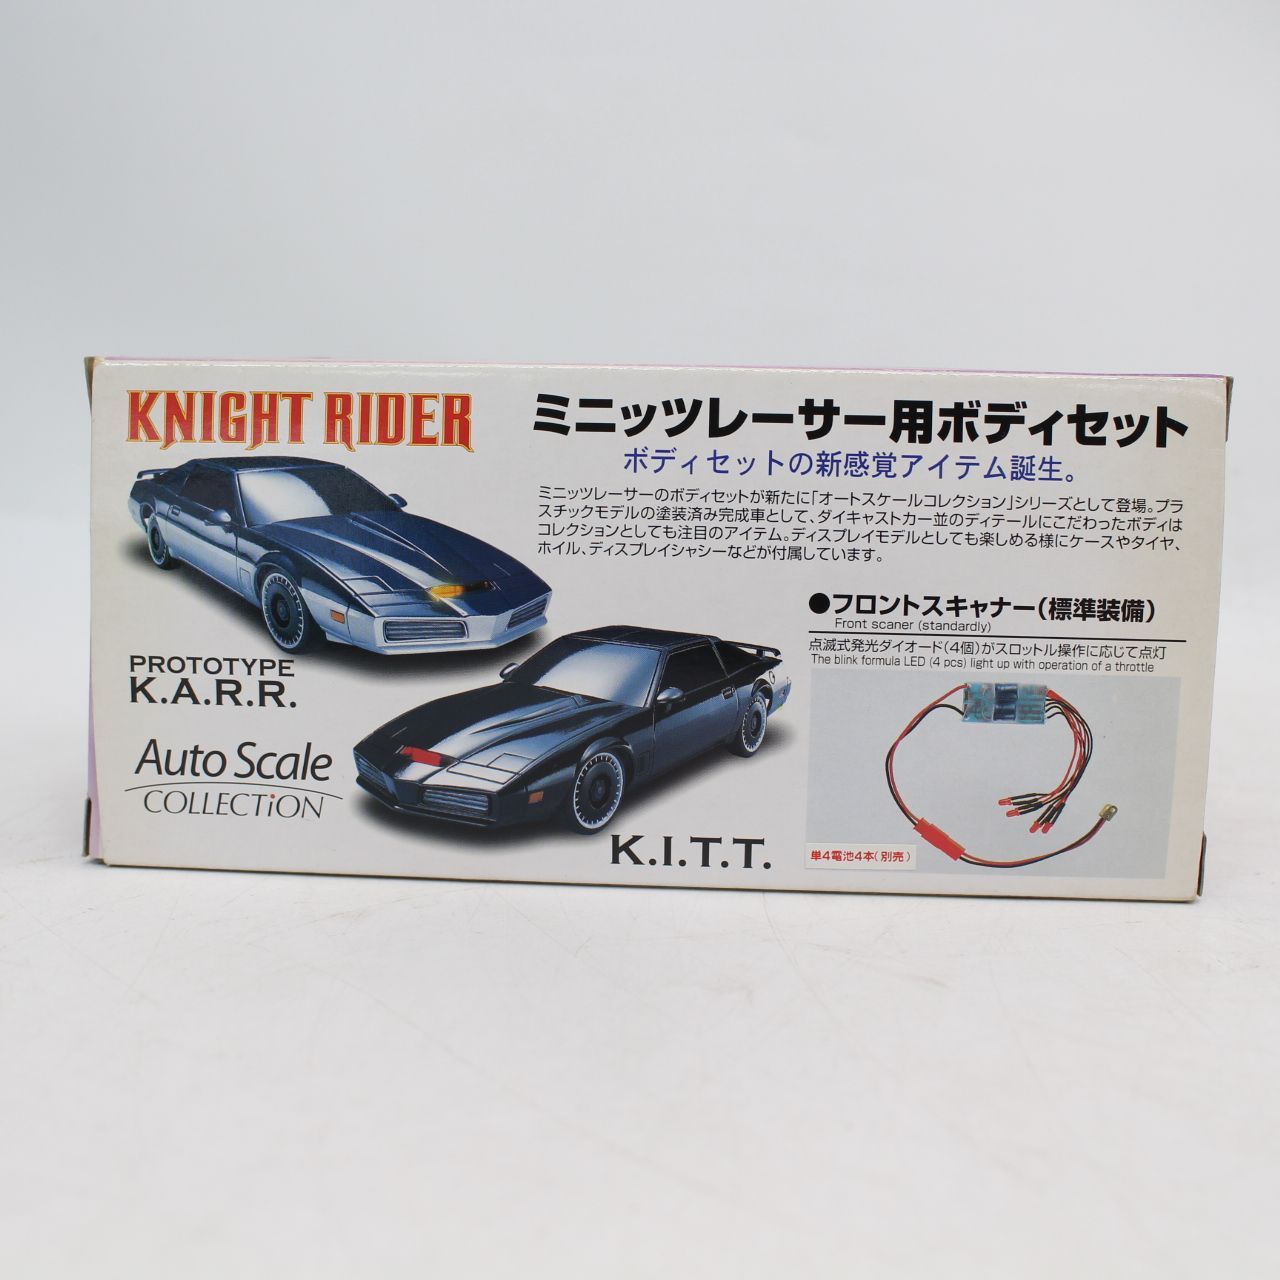 KNIGHT RIDER
PROTOTYPE
K.A.R.R.
Auto Scale
COLLECTiON
K.I.T.T.
ミニッツレーサー用ボディセット
ボディセットの新感覚アイテム誕生。
ミニッツレーサーのボディセットが新たに「オートスケールコレクション」シリーズとして登場。プラ
スチックモデルの塗装済み完成車として、ダイキャストカー並のディテールにこだわったボディは
コレクションとしても注目のアイテム。ディスプレイモデルとしても楽しめる様にケースやタイヤ、
ホイル、ディスプレイシャシーなどが付属しています。
●フロントスキャナー(標準装備)
Front scaner (standardly)
点滅式発光ダイオード(4個)がスロットル操作に応じて点灯
The blink formula LED (4 pcs) light up with operation of a throttle
単4電池4本(別売)